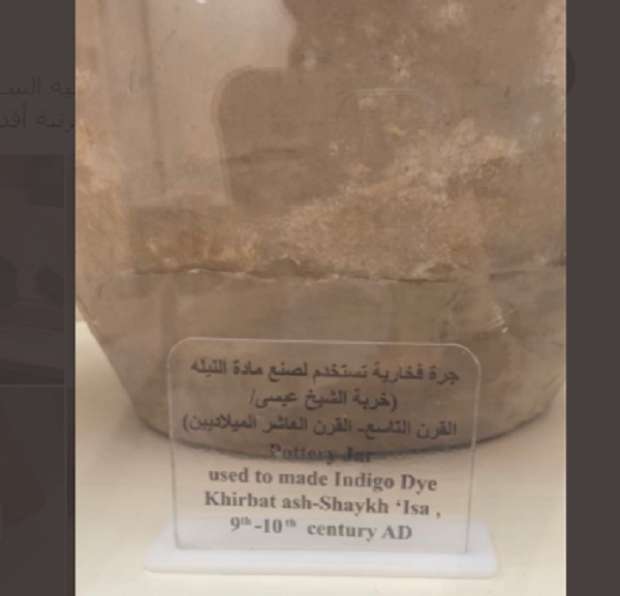 جرة فخارية تستخدم لصنع مادة النيله
(خربة الشيخ عيسى/
القرن التاسع- القرن العاشر الميلاديين)
Pottery Jar
used to made Indigo Dye
Khirbat ash-Shaykh ‘Isa ,
9th -10th century AD